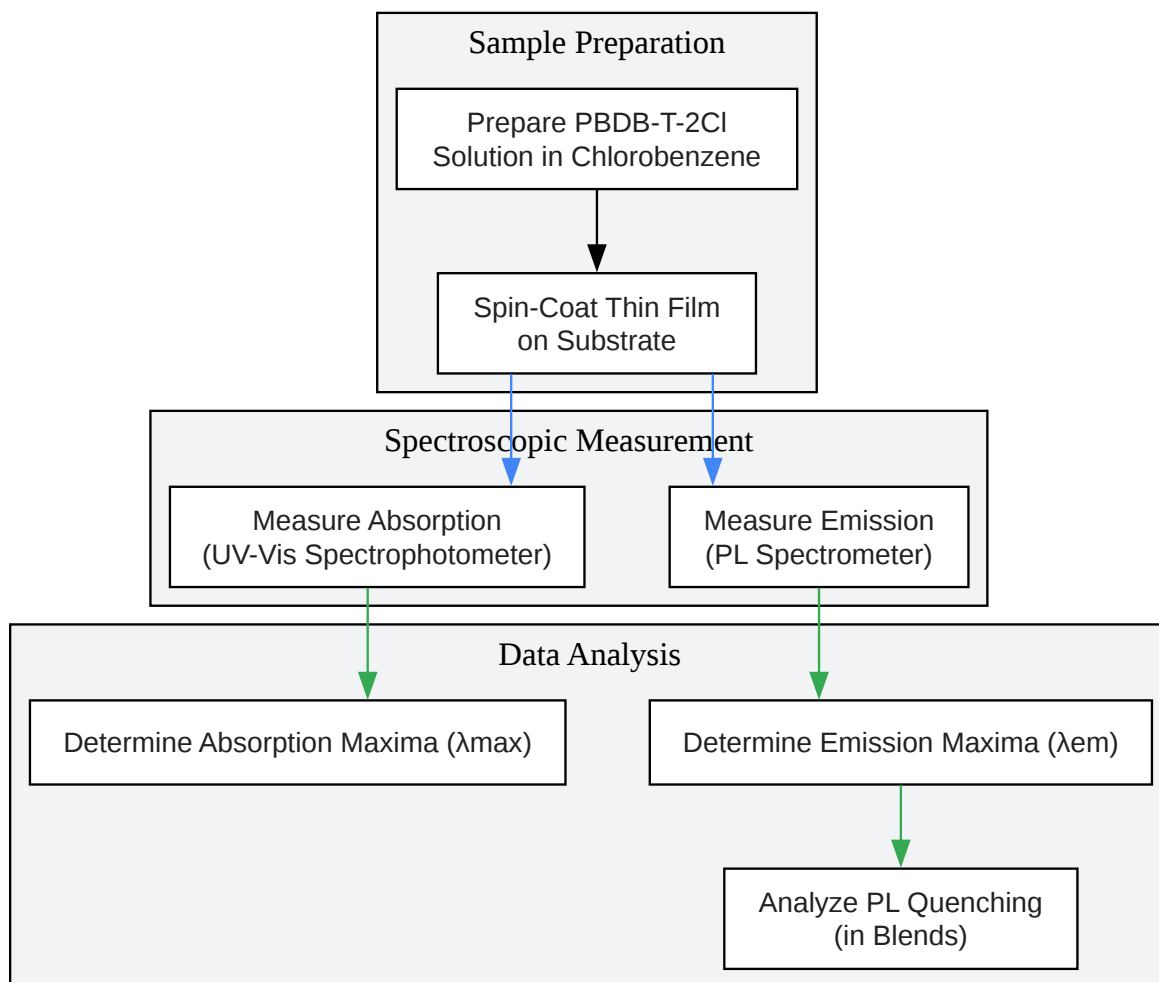 Sample Preparation
Prepare PBDB-T-2Cl
Solution in Chlorobenzene
Spin-Coat Thin Film
on Substrate
Spectroscopic Measurement
Measure Absorption
(UV-Vis Spectrophotometer)
Measure Emission
(PL Spectrometer)
Data Analysis
Determine Absorption Maxima (λmax)
Determine Emission Maxima (λem)
Analyze PL Quenching
(in Blends)